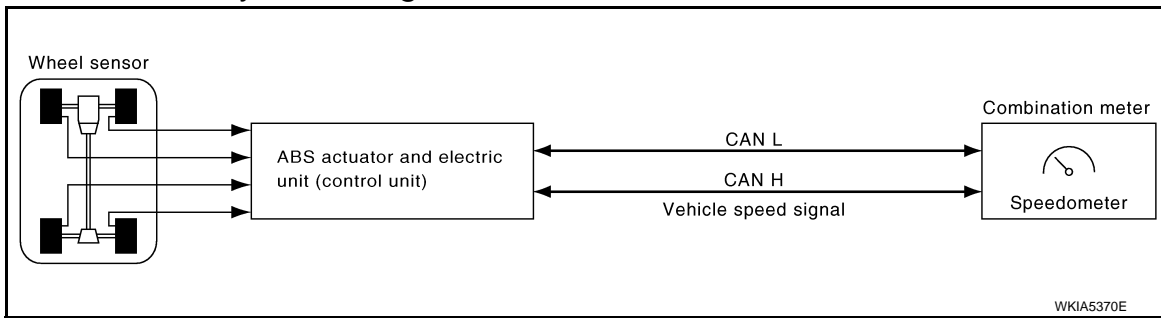 Wheel sensor
ABS actuator and electric
unit (control unit)
CAN L
CAN H
Vehicle speed signal
Combination meter
Speedometer
WKIA5370E